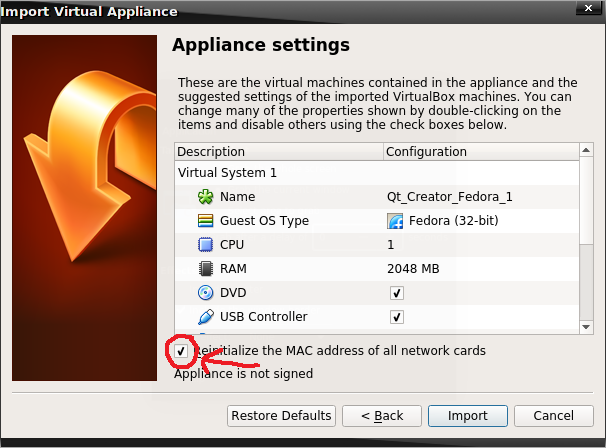 Import Virtual Appliance
Appliance settings
These are the virtual machines contained in the appliance and the
suggested settings of the imported VirtualBox machines. You can
change many of the properties shown by double-clicking on the
items and disable others using the check boxes below.
Description Configuration
Virtual System 1
Name Qt_Creator_Fedora_1
Guest OS Type Fedora (32-bit)
CPU 1
RAM 2048 MB
DVD
USB Controller
Reinitialize the MAC address of all network cards
Appliance is not signed
Restore Defaults < Back Import Cancel